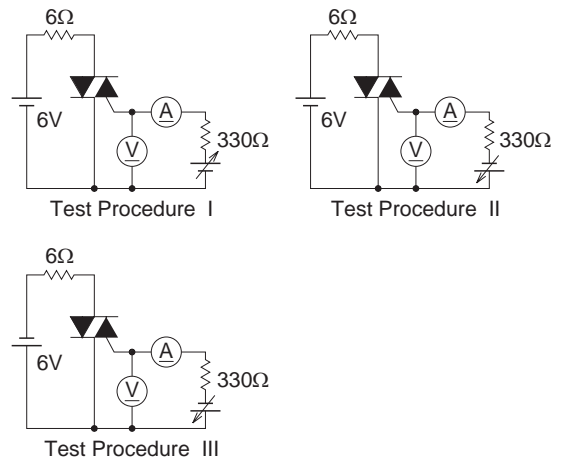 6Ω
6V
A
V
330Ω
Test Procedure I
6Ω
6V
A
V
330Ω
Test Procedure II
6Ω
6V
A
V
330Ω
Test Procedure III